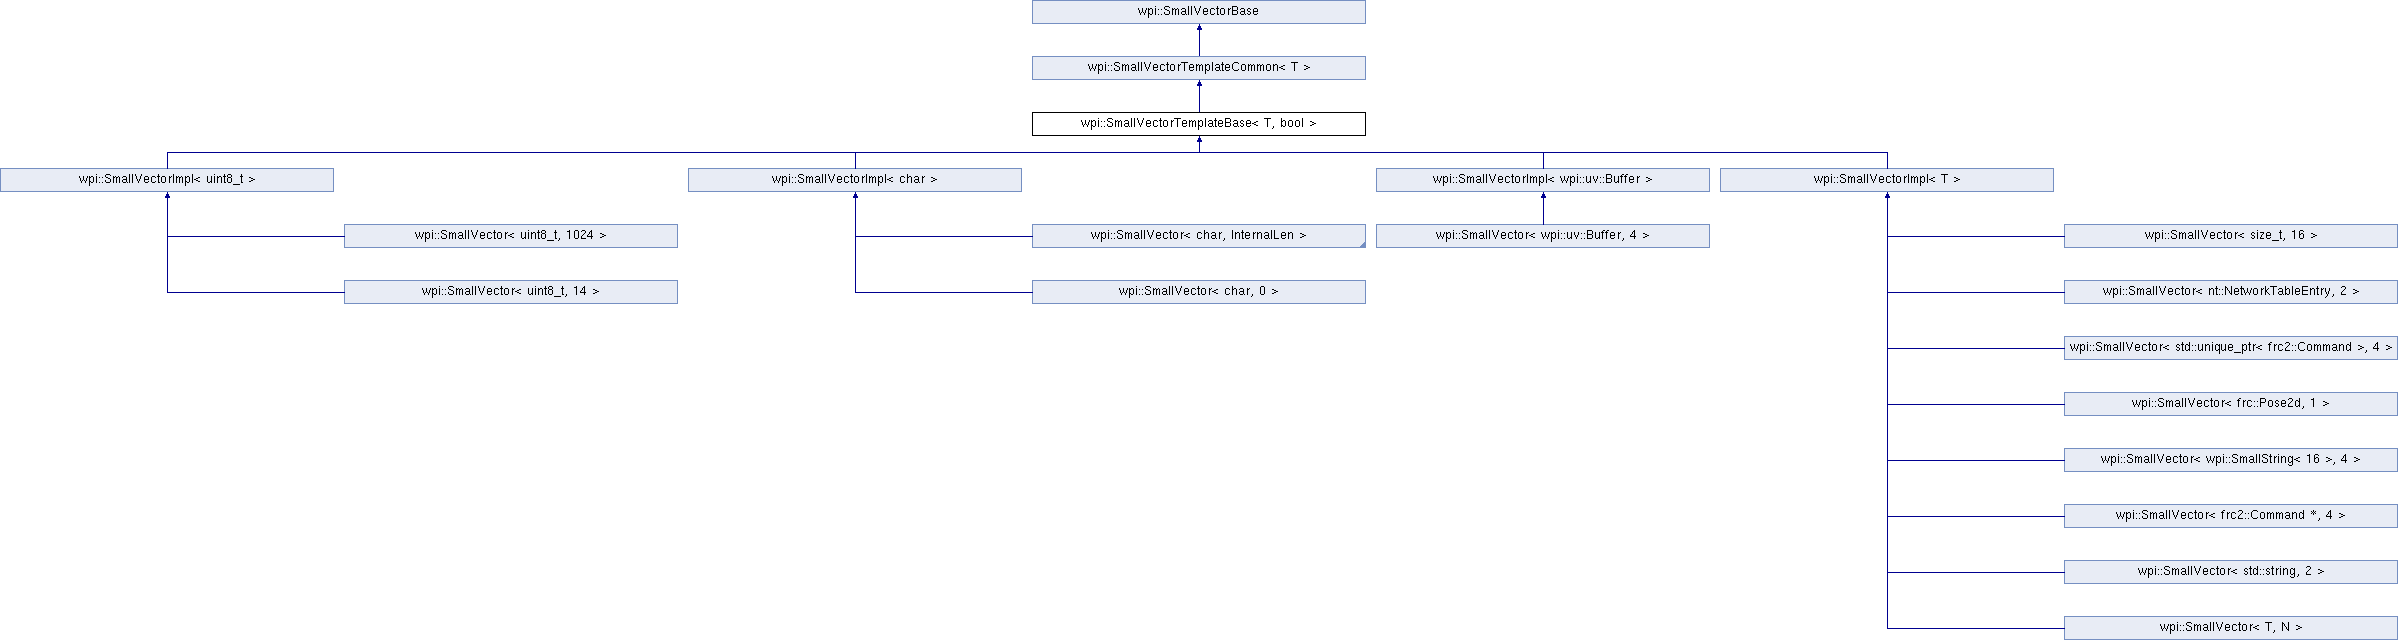 wpi::SmallVectorBase
wpi::SmallVectorTemplateCommon< T >
wpi::SmallVectorTemplateBase< T, bool >
wpi::SmallVectorImpl< uint8_t >
wpi::SmallVectorImpl< char >
wpi::SmallVectorImpl< wpi::uv::Buffer >
wpi::SmallVectorImpl< T >
wpi::SmallVector< uint8_t, 1024 >
wpi::SmallVector< char, InternalLen >
wpi::SmallVector< wpi::uv::Buffer, 4 >
wpi::SmallVector< size_t, 16 >
wpi::SmallVector< uint8_t, 14 >
wpi::SmallVector< char, 0 >
wpi::SmallVector< nt::NetworkTableEntry, 2 >
wpi::SmallVector< std::unique_ptr< frc2::Command >, 4 >
wpi::SmallVector< frc::Pose2d, 1 >
wpi::SmallVector< wpi::SmallString< 16 >, 4 >
wpi::SmallVector< frc2::Command *, 4 >
wpi::SmallVector< std::string, 2 >
wpi::SmallVector< T, N >